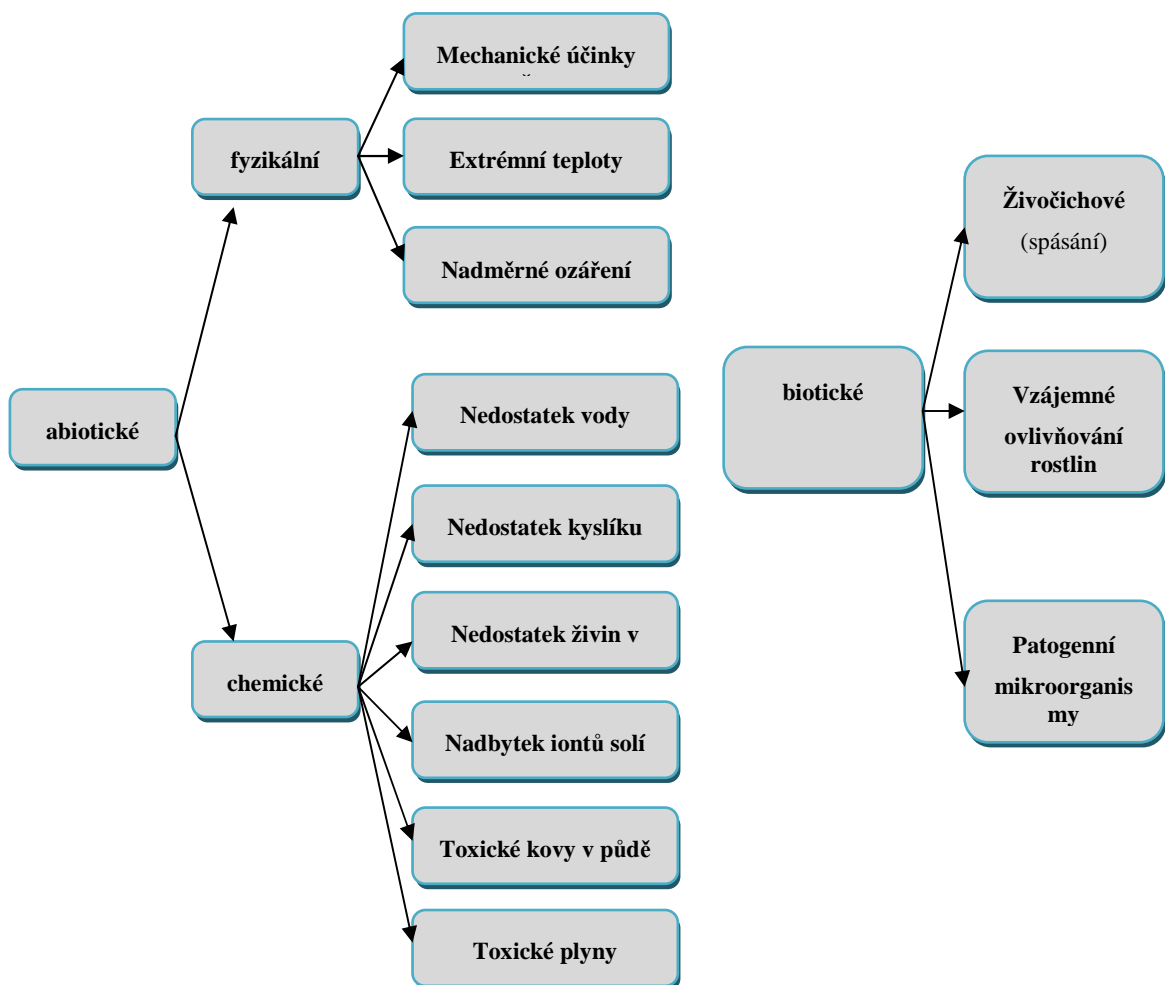 abiotické
fyzikální
Mechanické účinky
Extrémní teploty
Nadměrné ozáření
chemické
Nedostatek vody
Nedostatek kyslíku
Nedostatek živin v
Nadbytek iontů solí
Toxické kovy v půdě
Toxické plyny
biotické
Živočichové
(spásání)
Vzájemné
ovlivňování
rostlin
Patogenní
mikroorganis
my